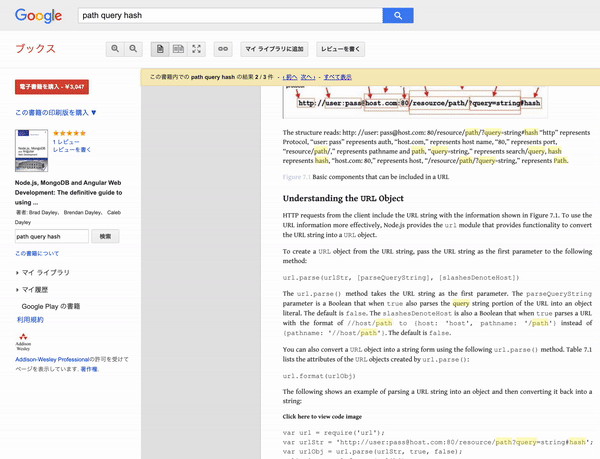 Google
path query hash
ブックス
マイ ライブラリに追加
レビューを書く
この書籍内での path query hash の結果 2 / 3 件 - ‹ 前へ 次へ › - すべて表示
電子書籍を購入 - ￥3,047
この書籍の印刷版を購入 ▼
★★★★★
1 レビュー
レビューを書く
Node.js, MongoDB and Angular Web
Development: The definitive guide to
using ...
著者: Brad Dayley、 Brendan Dayley、 Caleb
Dayley
path query hash
検索
この書籍について
マイ ライブラリ
マイ履歴
Google Play の書籍
利用規約
Addison
Wesley
Addison-Wesley Professionalの許可を受けて
ページを表示しています. 著作権.
http://user:pass@host.com:80/resource/path/?query=string#hash
The structure reads: http: //user: pass@host.com: 80/resource/path/?query-string#hash “http” represents
Protocol, “user: pass” represents auth, “host.com,” represents host name, “80,” represents port,
“resource/path/,” represents pathname and path, “query-string,” represents search/query, hash
represents hash, “host.com: 80,” represents host, “/resource/path/?query-string,” represents Path.
Figure 7.1 Basic components that can be included in a URL
Understanding the URL Object
HTTP requests from the client include the URL string with the information shown in Figure 7.1. To use the
URL information more effectively, Node.js provides the url module that provides functionality to convert
the URL string into a URL object.
To create a URL object from the URL string, pass the URL string as the first parameter to the following
method:
url.parse(urlStr, [parseQueryString], [slashesDenoteHost])
The url.parse() method takes the URL string as the first parameter. The parseQueryString
parameter is a Boolean that when true also parses the query string portion of the URL into an object
literal. The default is false. The slashesDenoteHost is also a Boolean that when true parses a URL
with the format of //host/path to {host: 'host', pathname: '/path'} instead of
{pathname: '//host/path'}. The default is false.
You can also convert a URL object into a string form using the following url.parse() method. Table 7.1
lists the attributes of the URL objects created by url.parse():
url.format(urlObj)
The following shows an example of parsing a URL string into an object and then converting it back into a
string:
Click here to view code image
var url = require('url');
var urlStr = 'http://user:pass@host.com:80/resource/path?query=string#hash';
var urlObj = url.parse(urlStr, true, false);